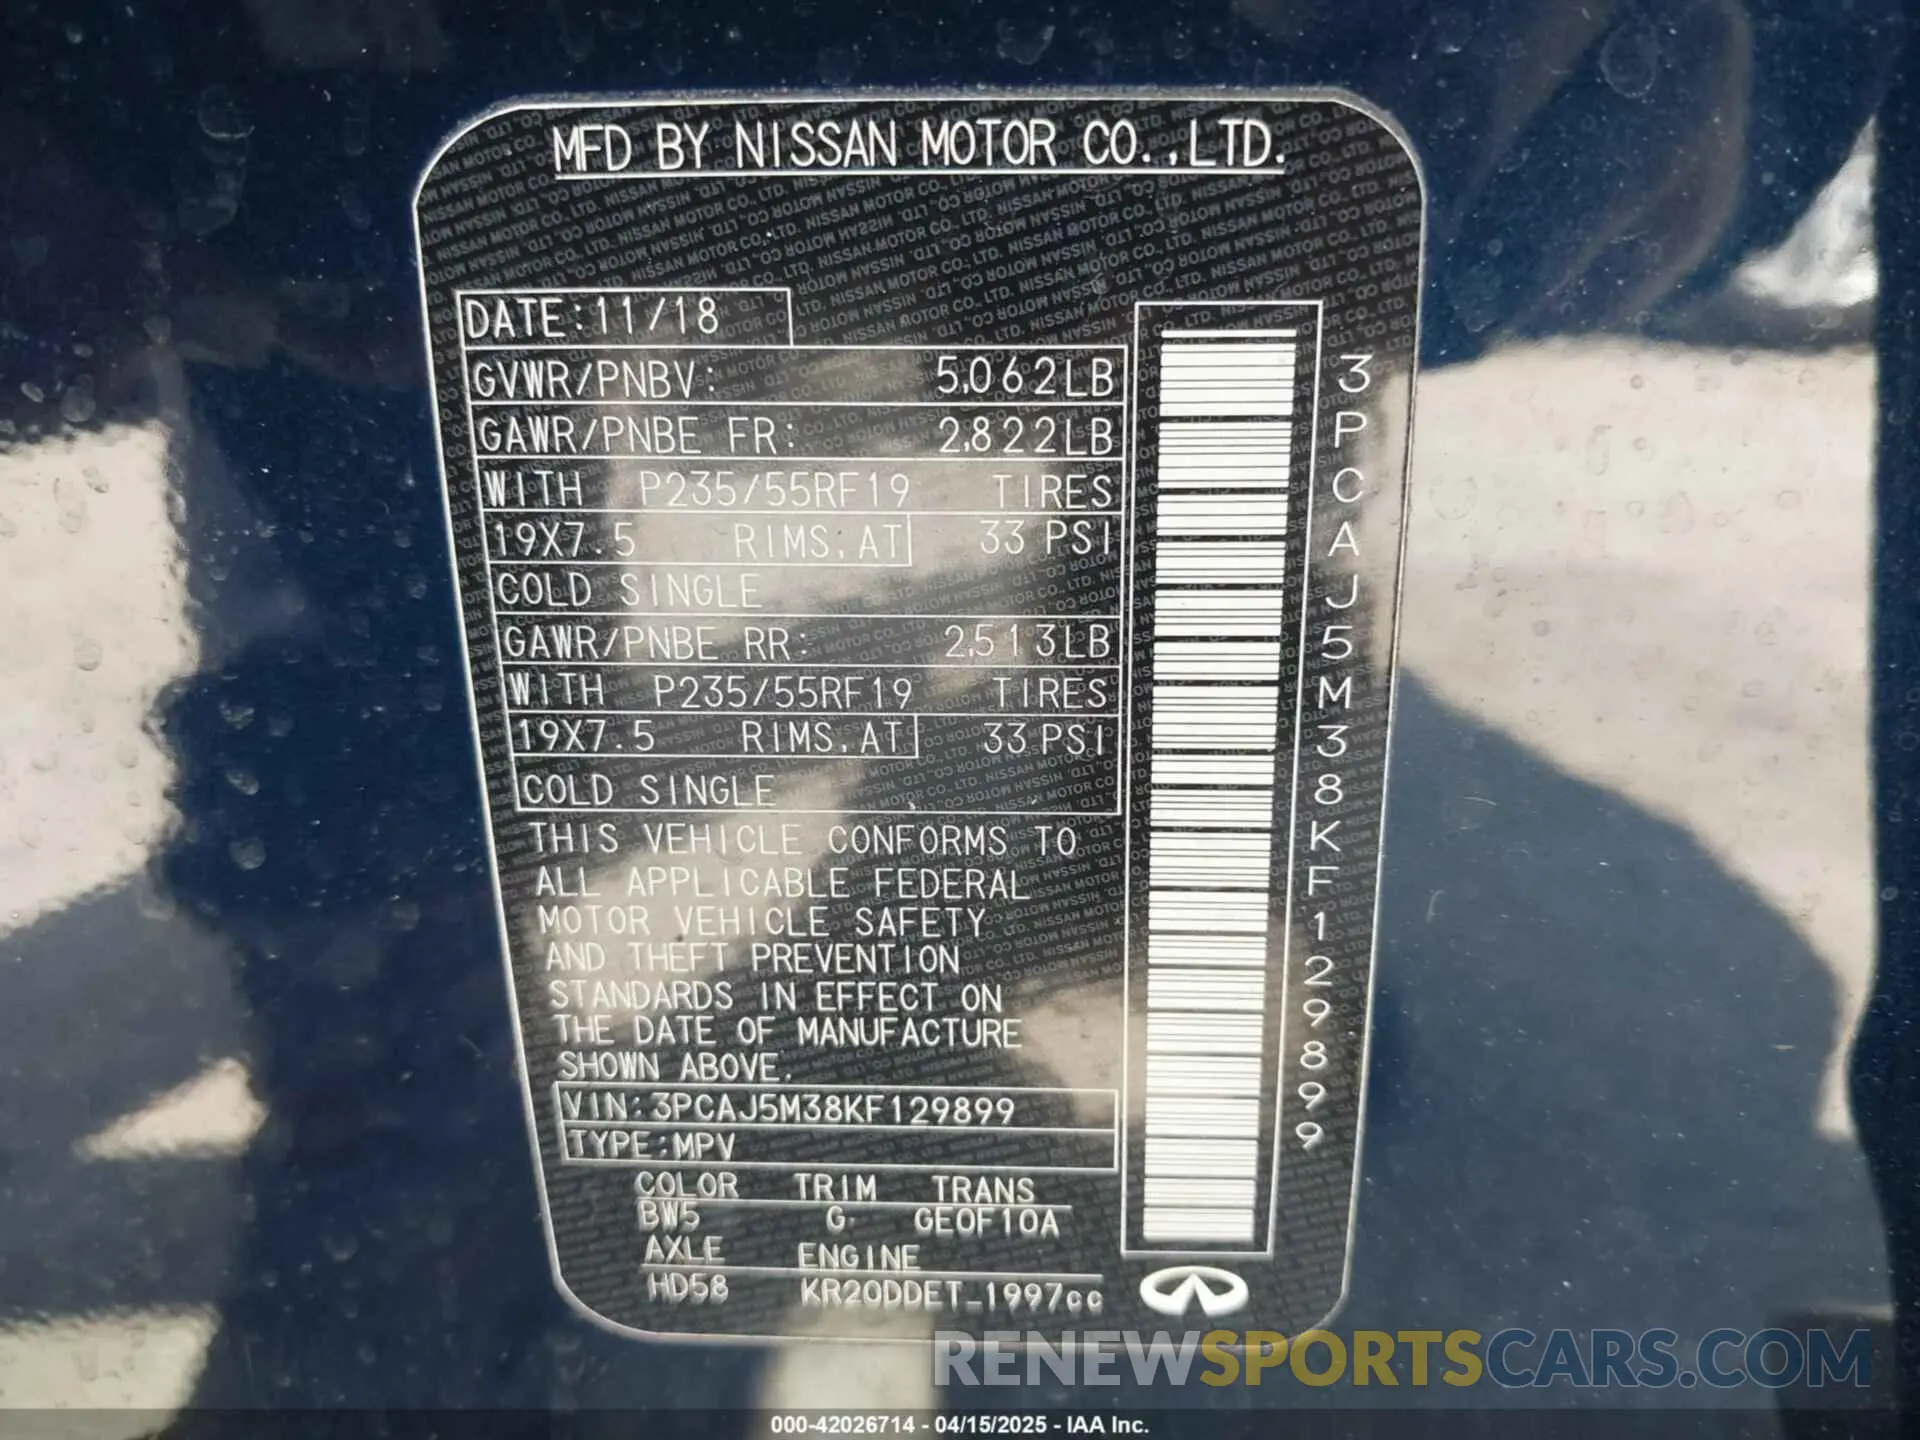 MFD BY NISSAN MOTOR CO.,LTD.
DATE:11/18
GVWR/PNBV: 5,062LB
GAWR/PNBE FR: 2,822LB
WITH P235/55RF19 TIRES
19X7.5 RIMS,AT 33 PSI
COLD SINGLE
GAWR/PNBE RR: 2,513LB
WITH P235/55RF19 TIRES
19X7.5 RIMS,AT 33 PSI
COLD SINGLE
THIS VEHICLE CONFORMS TO
ALL APPLICABLE FEDERAL
MOTOR VEHICLE SAFETY
AND THEFT PREVENTION
STANDARDS IN EFFECT ON
THE DATE OF MANUFACTURE
SHOWN ABOVE.
VIN:3PCAJ5M38KF129899
TYPE:MPV
COLOR TRIM TRANS
BW5 G GE0F10A
AXLE ENGINE
HD58 KR20DDET_1997cc
3PCAJ5M38KF129899
RENEWSPORTSCARS.COM
000-42026714 - 04/15/2025 - IAA Inc.